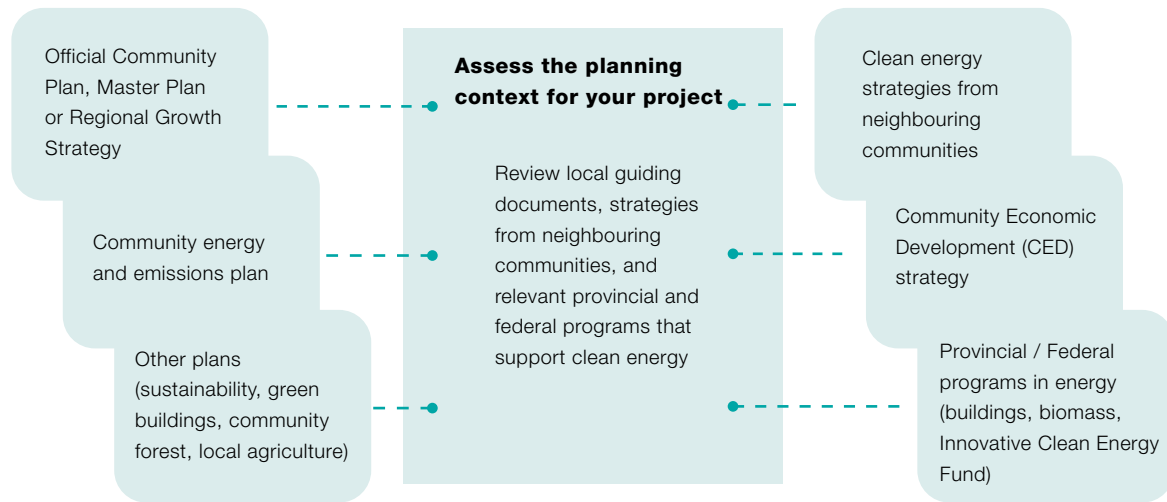 Official Community
Plan, Master Plan
or Regional Growth
Strategy
Community energy
and emissions plan
Other plans
(sustainability, green
buildings, community
forest, local agriculture)
Assess the planning
context for your project
Review local guiding
documents, strategies
from neighbouring
communities, and
relevant provincial and
federal programs that
support clean energy
Clean energy
strategies from
neighbouring
communities
Community Economic
Development (CED)
strategy
Provincial / Federal
programs in energy
(buildings, biomass,
Innovative Clean Energy
Fund)